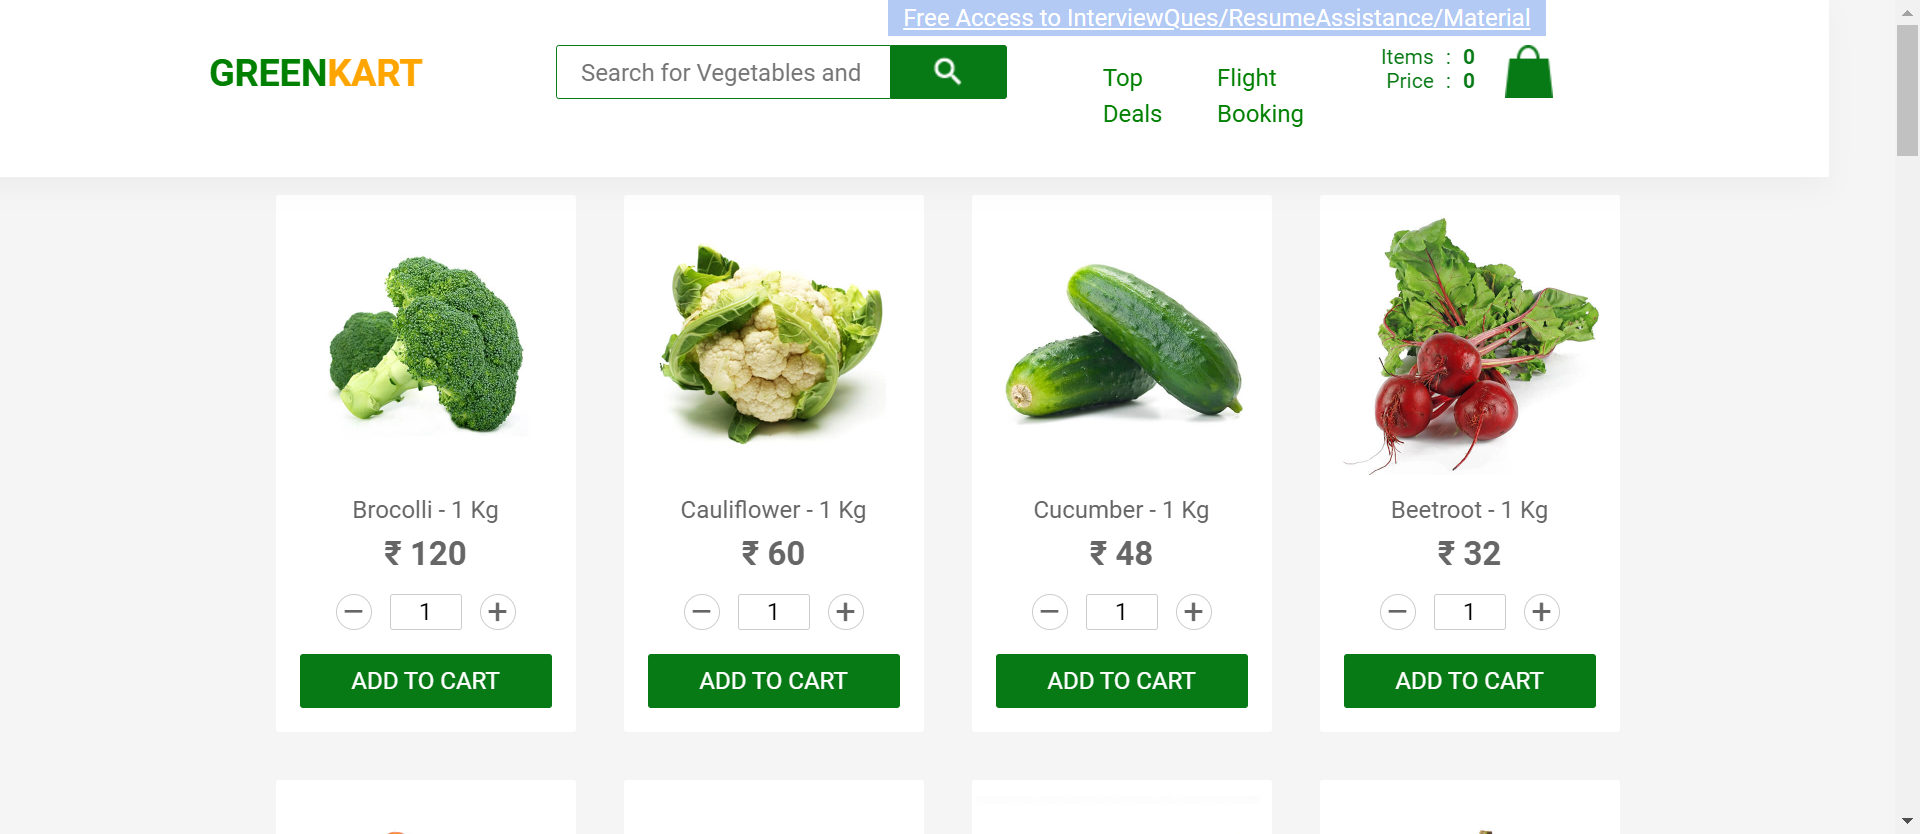 Free Access to InterviewQues/ResumeAssistance/Material
GREENKART
Search for Vegetables and
Top
Deals
Flight
Booking
Items : 0
Price : 0
Brocolli - 1 Kg
₹ 120
1
ADD TO CART
Cauliflower - 1 Kg
₹ 60
1
ADD TO CART
Cucumber - 1 Kg
₹ 48
1
ADD TO CART
Beetroot - 1 Kg
₹ 32
1
ADD TO CART